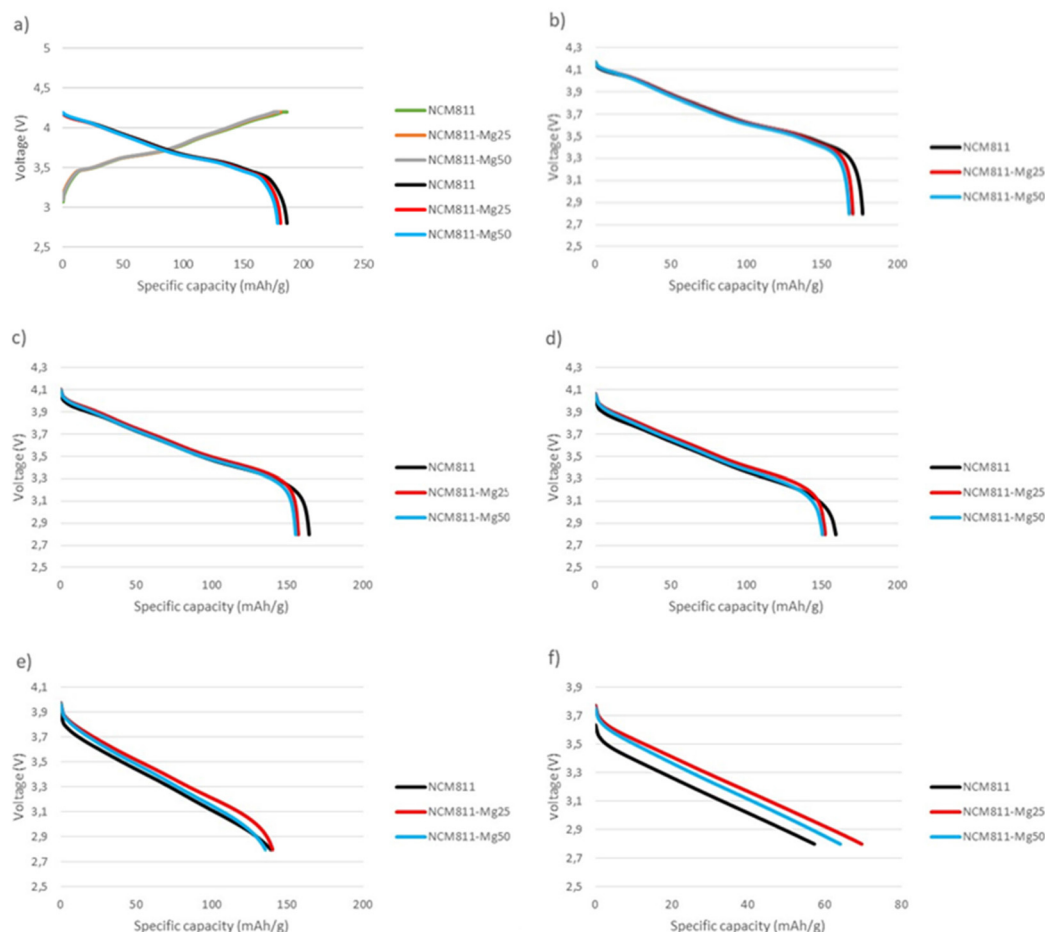 a)
5
4,5
4
3,5
3
2,5
Voltage (V)
0 50 100 150 200 250
Specific capacity (mAh/g)
NCM811
NCM811-Mg25
NCM811-Mg50
NCM811
NCM811-Mg25
NCM811-Mg50
b)
4,3
4,1
3,9
3,7
3,5
3,3
3,1
2,9
2,7
2,5
Voltage (V)
0 50 100 150 200
Specific capacity (mAh/g)
NCM811
NCM811-Mg25
NCM811-Mg50
c)
4,3
4,1
3,9
3,7
3,5
3,3
3,1
2,9
2,7
2,5
Voltage (V)
0 50 100 150 200
Specific capacity (mAh/g)
NCM811
NCM811-Mg25
NCM811-Mg50
d)
4,3
4,1
3,9
3,7
3,5
3,3
3,1
2,9
2,7
2,5
Voltage (V)
0 50 100 150 200
Specific capacity (mAh/g)
NCM811
NCM811-Mg25
NCM811-Mg50
e)
4,1
3,9
3,7
3,5
3,3
3,1
2,9
2,7
2,5
Voltage (V)
0 50 100 150 200
Specific capacity (mAh/g)
NCM811
NCM811-Mg25
NCM811-Mg50
f)
3,9
3,7
3,5
3,3
3,1
2,9
2,7
2,5
Voltage (V)
0 20 40 60 80
Specific capacity (mAh/g)
NCM811
NCM811-Mg25
NCM811-Mg50